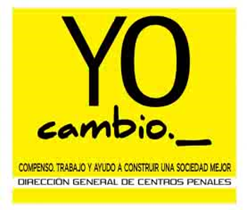 YO
cambio._
COMPENSO, TRABAJO Y AYUDO A CONSTRUIR UNA SOCIEDAD MEJOR
DIRECCIÓN GENERAL DE CENTROS PENALES